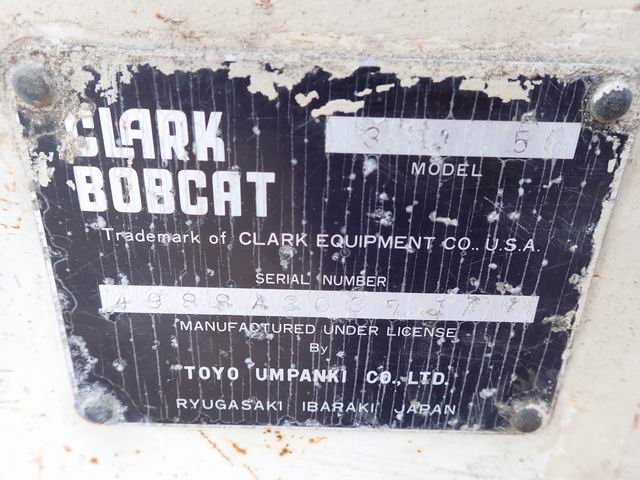 CLARK
BOBCAT
MODEL
Trademark of CLARK EQUIPMENT CO., U.S.A.
SERIAL NUMBER
MANUFACTURED UNDER LICENSE
By
TOYO UMPANKI CO., LTD.
RYUGASAKI IBARAKI JAPAN